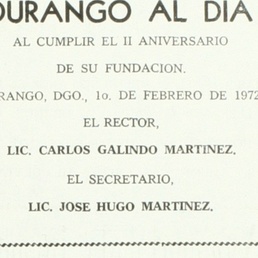 DURANGO AL DIA
AL CUMPLIR EL II ANIVERSARIO
DE SU FUNDACION.
RANGO, DGO., 1o. DE FEBRERO DE 1972
EL RECTOR,
LIC. CARLOS GALINDO MARTINEZ.
EL SECRETARIO,
LIC. JOSE HUGO MARTINEZ.